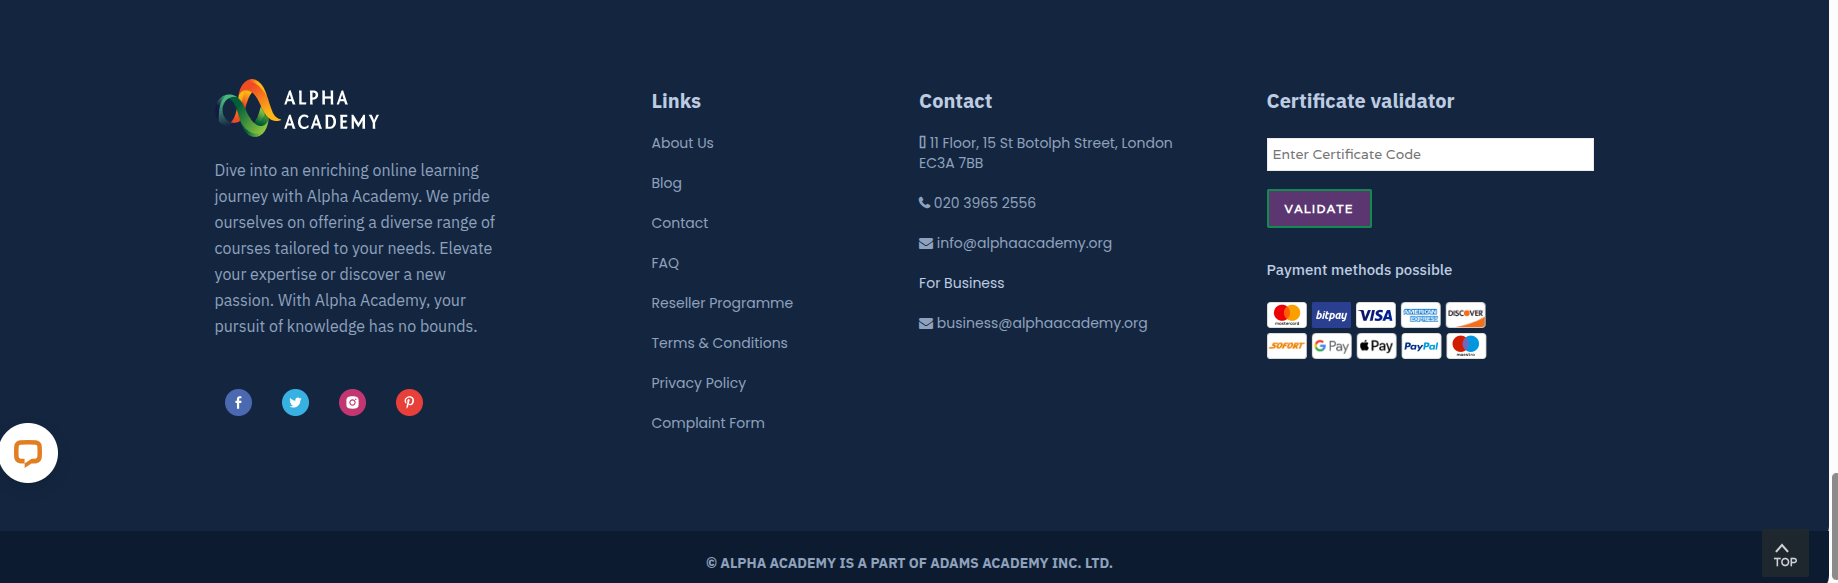 ALPHA
ACADEMY
Dive into an enriching online learning
journey with Alpha Academy. We pride
ourselves on offering a diverse range of
courses tailored to your needs. Elevate
your expertise or discover a new
passion. With Alpha Academy, your
pursuit of knowledge has no bounds.
Links
About Us
Blog
Contact
FAQ
Reseller Programme
Terms & Conditions
Privacy Policy
Complaint Form
Contact
11 Floor, 15 St Botolph Street, London
EC3A 7BB
020 3965 2556
info@alphaacademy.org
For Business
business@alphaacademy.org
Certificate validator
Enter Certificate Code
VALIDATE
Payment methods possible
mastercard bitpay VISA AMERICAN EXPRESS DISCOVER
SOFORT G Pay Pay PayPal maestro
© ALPHA ACADEMY IS A PART OF ADAMS ACADEMY INC. LTD.
TOP